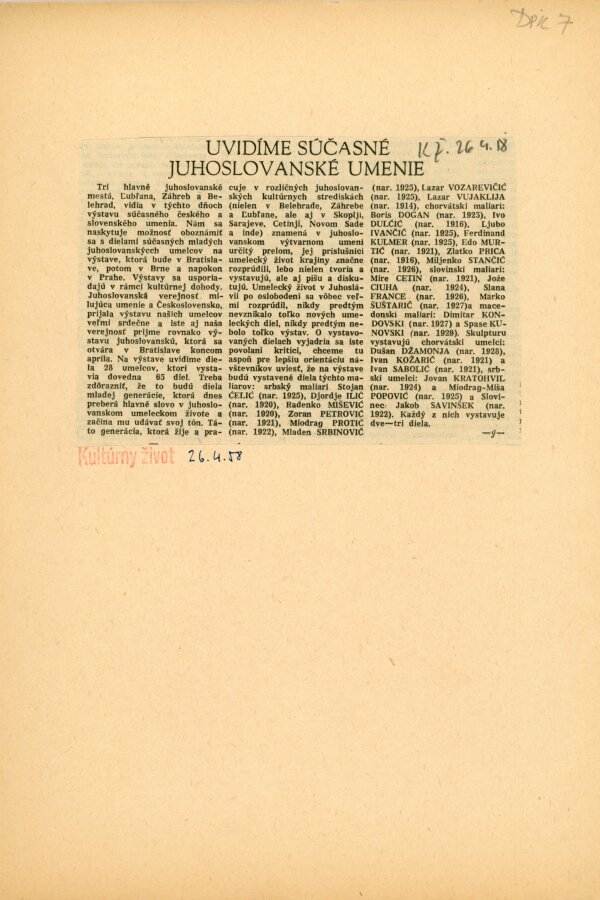 DPK 7
UVIDÍME SÚČASNÉ
JUHOSLOVANSKÉ UMENIE
KŽ. 26.4.58
Tri hlavné juhoslovanské
mestá, Ľubľana, Záhreb a Be-
lehrad, vidia v týchto dňoch
výstavu súčasného českého a
slovenského umenia. Nám sa
naskytuje možnosť oboznámiť
sa s dielami súčasných mladých
juhoslovanských umelcov na
výstave, ktorá bude v Bratisla-
ve, potom v Brne a napokon
v Prahe. Výstavy sa usporia-
dajú v rámci kultúrnej dohody.
Juhoslovanská verejnosť mi-
lujúca umenie a Československo,
prijala výstavu našich umelcov
veľmi srdečne a iste aj naša
verejnosť prijme rovnako vý-
stavu juhoslovanskú, ktorá sa
otvára v Bratislave koncom
apríla. Na výstave uvidíme die-
la 28 umelcov, ktorí vysta-
via dovedna 65 diel. Treba
zdôrazniť, že to budú diela
mladej generácie, ktorá dnes
preberá hlavné slovo v juhoslo-
vanskom umeleckom živote a
začína mu udávať svoj tón. Tá-
to generácia, ktorá žije a pra-
cuje v rozličných juhoslovan-
ských kultúrnych strediskách
(nielen v Belehrade, Záhrebe
a Ľubľane, ale aj v Skoplji,
Sarajeve, Cetinji, Novom Sade
a inde) znamená v juhoslo-
vanskom výtvarnom umení
určitý prelom, jej príslušníci
umelecký život krajiny značne
rozprúdili, lebo nielen tvoria a
vystavujú, ale aj píšu a disku-
tujú. Umelecký život v Juhoslá-
vii po oslobodení sa vôbec veľ-
mi rozprúdil, nikdy predtým
nevznikalo toľko nových ume-
leckých diel, nikdy predtým ne-
bolo toľko výstav. O vystavo-
vaných dielach vyjadria sa iste
povolaní kritici, chceme tu
aspoň pre lepšiu orientáciu ná-
vštevníkov uviesť, že na výstave
budú vystavené diela týchto ma-
liarov: srbský maliari Stojan
ČELIĆ (nar. 1925), Djordje ILIĆ
(nar. 1920), Radenko MIŠEVIĆ
(nar. 1920), Zoran PETROVIĆ
(nar. 1921), Miodrag PROTIĆ
(nar. 1922), Mladen SRBINOVIĆ
(nar. 1925), Lazar VOZAREVIČIĆ
(nar. 1925), Lazar VUJAKLIJA
(nar. 1914), chorvátski maliari:
Boris DOGAN (nar. 1925), Ivo
DULČIĆ (nar. 1916), Ljubo
IVANČIĆ (nar. 1925), Ferdinand
KULMER (nar. 1925), Edo MUR-
TIĆ (nar. 1921), Zlatko PRICA
(nar. 1916), Miljenko STANČIĆ
(nar. 1926), slovinskí maliari:
Mire CETIN (nar. 1921), Jože
CIUHA (nar. 1924), Slana
FRANCE (nar. 1926), Marko
ŠUŠTARIČ (nar. 1927)a mace-
donskí maliari: Dimitar KON-
DOVSKI (nar. 1927) a Spase KU-
NOVSKI (nar. 1929). Skulpturu
vystavujú chorvátski umelci:
Dušan DŽAMONJA (nar. 1928),
Ivan KOŽARIĆ (nar. 1921) a
Ivan SABOLIĆ (nar. 1921), srb-
skí umelci: Jovan KRATOHVIL
(nar. 1924) a Miodrag-Miša
POPOVIĆ (nar. 1925) a Slovi-
nec Jakob SAVINŠEK (nar.
1922). Každý z nich vystavuje
dve—tri diela.
—y—
Kultúrny život 26.4.58